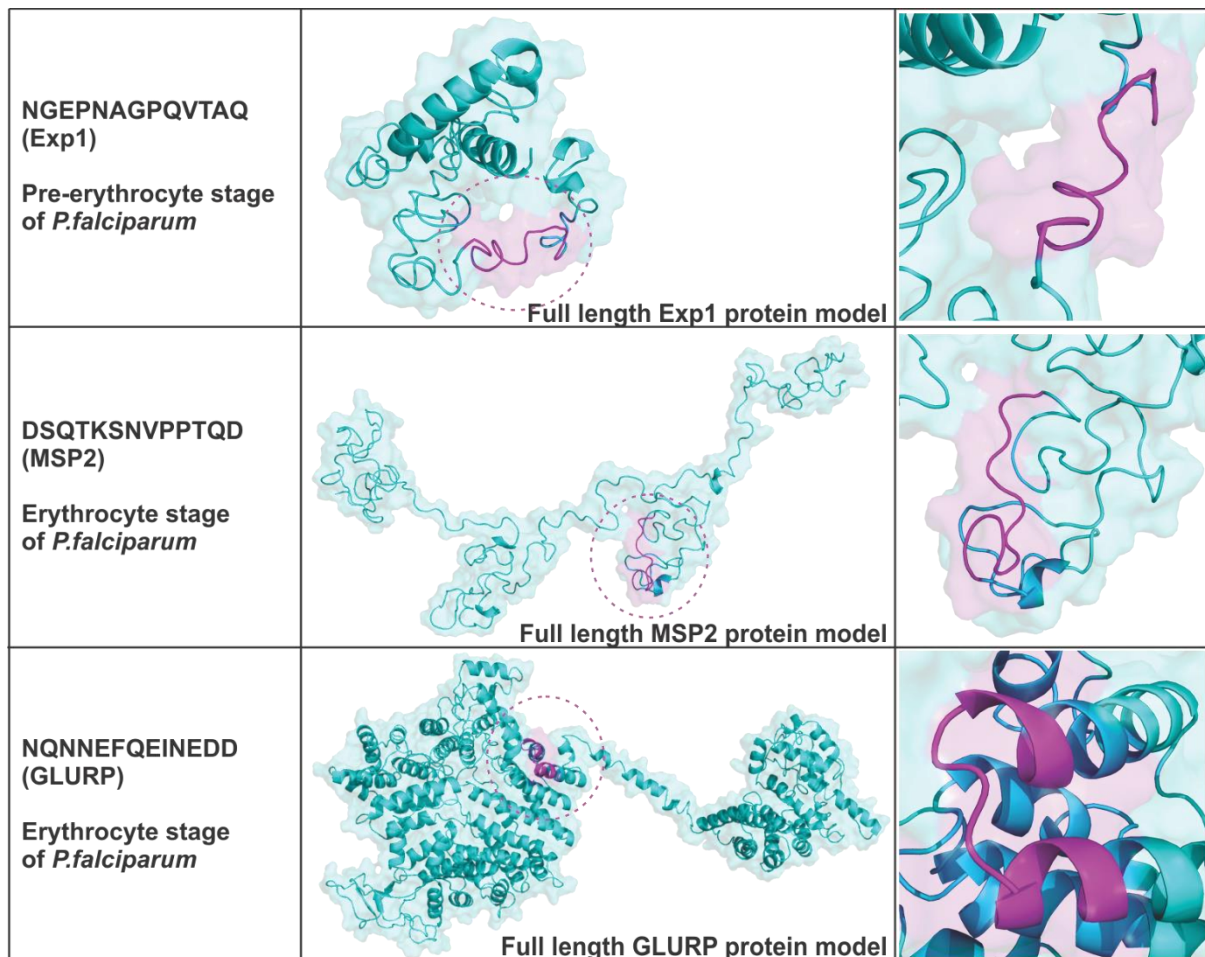 NGEPNAGPQVTAQ
(Exp1)
Pre-erythrocyte stage
of P.falciparum
Full length Exp1 protein model
DSQTKSNVPPTQD
(MSP2)
Erythrocyte stage
of P.falciparum
Full length MSP2 protein model
NQNNEFQEINEDD
(GLURP)
Erythrocyte stage
of P.falciparum
Full length GLURP protein model